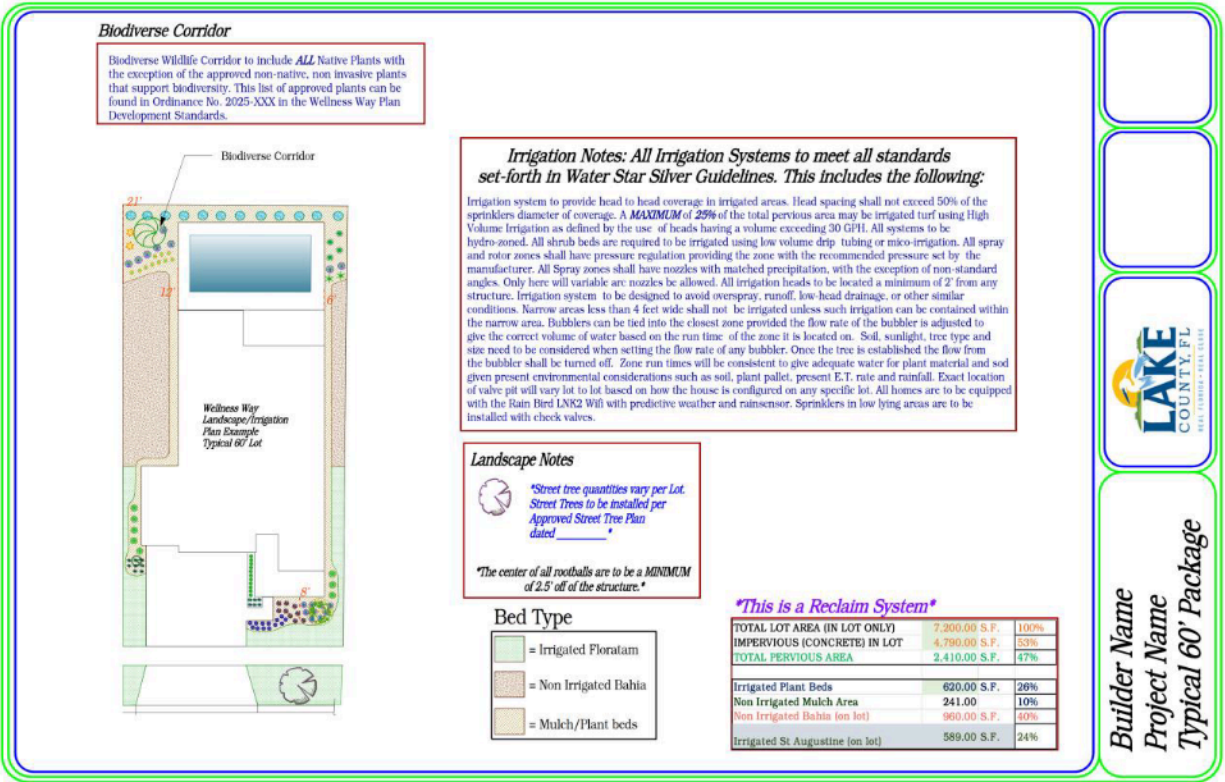 Biodiverse Corridor
Biodiverse Wildlife Corridor to include ALL Native Plants with
the exception of the approved non-native, non invasive plants
that support biodiversity. This list of approved plants can be
found in Ordinance No. 2025-XXX in the Wellness Way Plan
Development Standards.
Biodiverse Corridor
21'
12'
6'
Wellness Way
Landscape/Irrigation
Plan Example
Typical 60' Lot
8'
Irrigation Notes: All Irrigation Systems to meet all standards
set-forth in Water Star Silver Guidelines. This includes the following:
Irrigation system to provide head to head coverage in irrigated areas. Head spacing shall not exceed 50% of the
sprinklers diameter of coverage. A MAXIMUM of 25% of the total pervious area may be irrigated turf using High
Volume Irrigation as defined by the use of heads having a volume exceeding 30 GPH. All systems to be
hydro-zoned. All shrub beds are required to be irrigated using low volume drip tubing or mico-irrigation. All spray
and rotor zones shall have pressure regulation providing the zone with the recommended pressure set by the
manufacturer. All Spray zones shall have nozzles with matched precipitation, with the exception of non-standard
angles. Only here will variable arc nozzles be allowed. All irrigation heads to be located a minimum of 2' from any
structure. Irrigation system to be designed to avoid overspray, runoff, low-head drainage, or other similar
conditions. Narrow areas less than 4 feet wide shall not be irrigated unless such irrigation can be contained within
the narrow area. Bubblers can be tied into the closest zone provided the flow rate of the bubbler is adjusted to
give the correct volume of water based on the run time of the zone it is located on. Soil, sunlight, tree type and
size need to be considered when setting the flow rate of any bubbler. Once the tree is established the flow from
the bubbler shall be turned off. Zone run times will be consistent to give adequate water for plant material and sod
given present environmental considerations such as soil, plant pallet, present E.T. rate and rainfall. Exact location
of valve pit will vary lot to lot based on how the house is configured on any specific lot. All homes are to be equipped
with the Rain Bird LNK2 Wifi with predictive weather and rainsensor. Sprinklers in low lying areas are to be
installed with check valves.
Landscape Notes
*Street tree quantities vary per Lot.
Street Trees to be installed per
Approved Street Tree Plan
dated _________*
*The center of all rootballs are to be a MINIMUM
of 2.5' off of the structure.*
Bed Type
= Irrigated Floratam
= Non Irrigated Bahia
= Mulch/Plant beds
*This is a Reclaim System*
TOTAL LOT AREA (IN LOT ONLY) 7,200.00 S.F. 100%
IMPERVIOUS (CONCRETE) IN LOT 4,790.00 S.F. 53%
TOTAL PERVIOUS AREA 2,410.00 S.F. 47%
Irrigated Plant Beds 620.00 S.F. 26%
Non Irrigated Mulch Area 241.00 10%
Non Irrigated Bahia (on lot) 960.00 S.F. 40%
Irrigated St Augustine (on lot) 589.00 S.F. 24%
LAKE
COUNTY, FL
REAL FLORIDA • REAL CLOSE
Builder Name
Project Name
Typical 60' Package